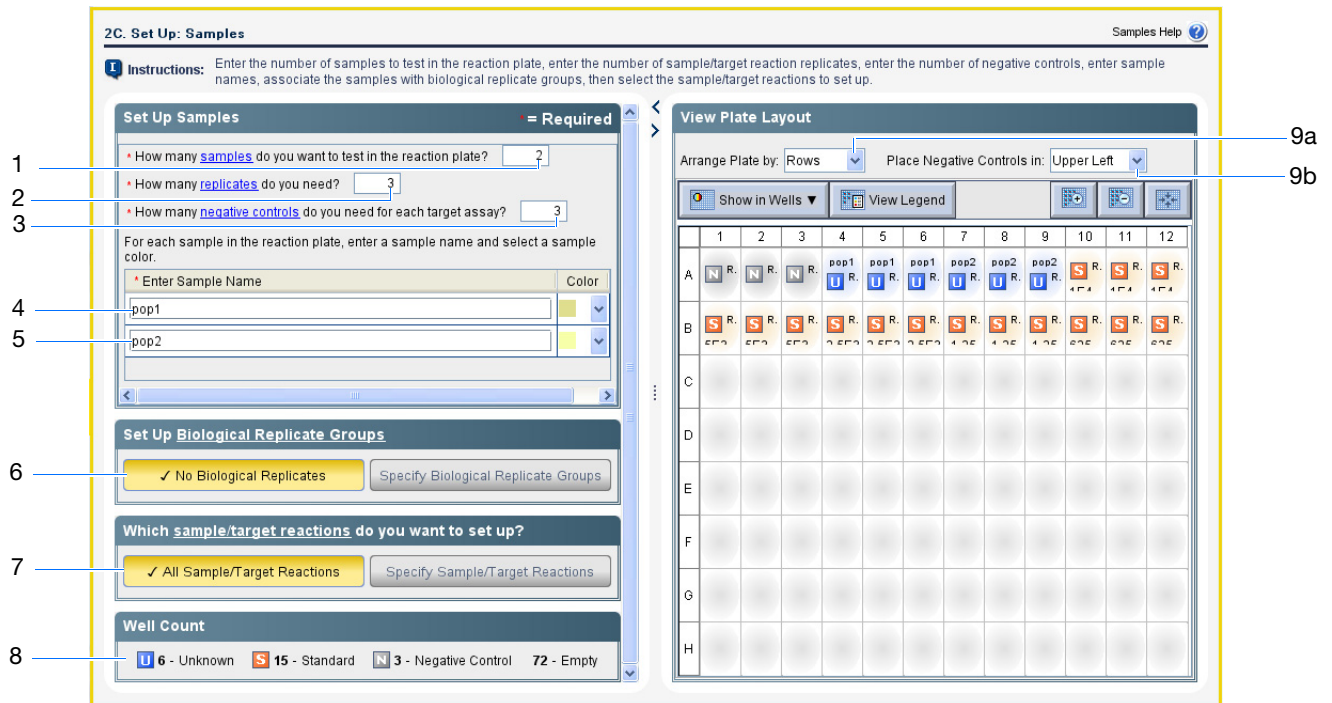 2C. Set Up: Samples
Samples Help ?
I Instructions: Enter the number of samples to test in the reaction plate, enter the number of sample/target reaction replicates, enter the number of negative controls, enter sample
names, associate the samples with biological replicate groups, then select the sample/target reactions to set up.
Set Up Samples
* = Required
* How many samples do you want to test in the reaction plate? 2
* How many replicates do you need? 3
* How many negative controls do you need for each target assay? 3
For each sample in the reaction plate, enter a sample name and select a sample
color.
* Enter Sample Name Color
pop1
pop2
Set Up Biological Replicate Groups
✓ No Biological Replicates
Specify Biological Replicate Groups
Which sample/target reactions do you want to set up?
✓ All Sample/Target Reactions
Specify Sample/Target Reactions
Well Count
U 6 - Unknown S 15 - Standard N 3 - Negative Control 72 - Empty
1
2
3
4
5
6
7
8
View Plate Layout
Arrange Plate by: Rows Place Negative Controls in: Upper Left
9a
9b
Show in Wells ▼ View Legend
1 2 3 4 5 6 7 8 9 10 11 12
pop1 pop1 pop1 pop2 pop2 pop2
A N R. N R. N R. U R. U R. U R. U R. U R. U R. S R. S R. S R.
B S R. S R. S R. S R. S R. S R. S R. S R. S R. S R. S R. S R.
C
D
E
F
G
H